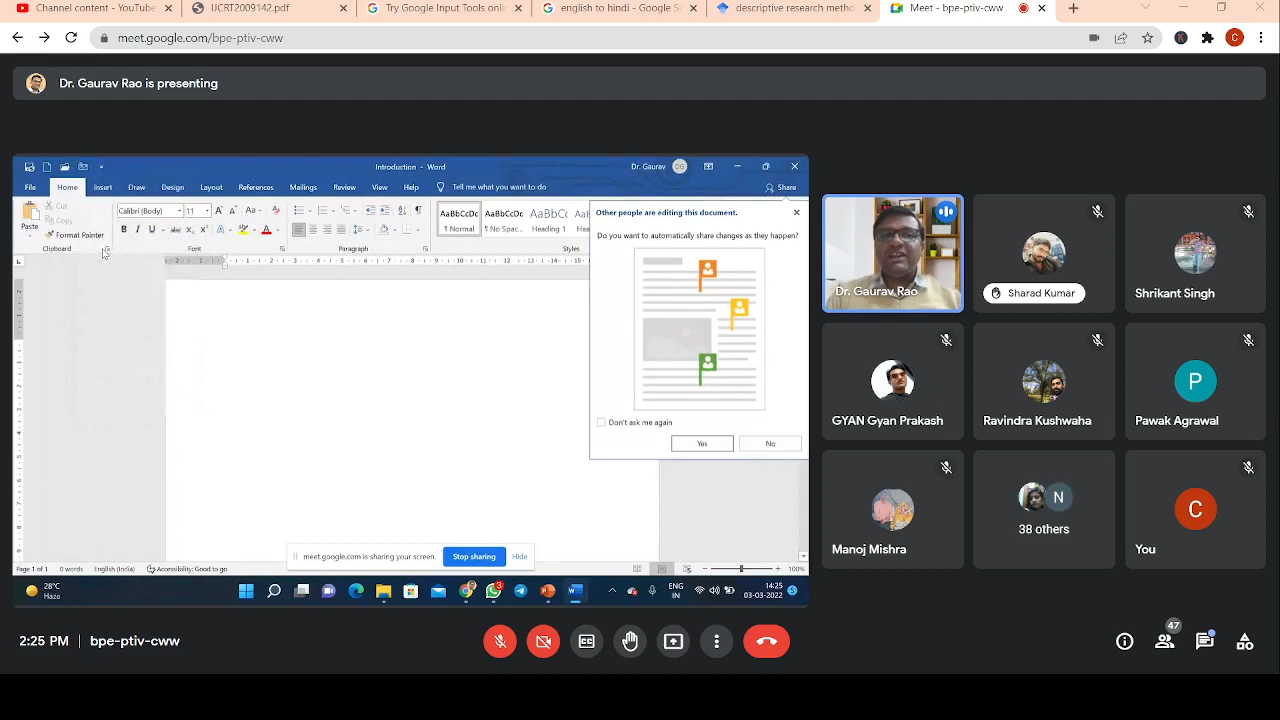 Channel content - YouTube
IJCRT2009142.pdf
Try Google Input Tools onli
english to hindi - Google Se
descriptive research metho
Meet - bpe-ptiv-cww
meet.google.com/bpe-ptiv-cww
C
Dr. Gaurav Rao is presenting
Introduction - Word
Dr. Gaurav
DG
File
Home
Insert
Draw
Design
Layout
References
Mailings
Review
View
Help
Tell me what you want to do
Share
Paste
Cut
Copy
Format Painter
Clipboard
Calibri (Body)
11
Font
Paragraph
AaBbCcDc
¶ Normal
AaBbCcDc
¶ No Spac...
AaBbCc
Heading 1
Styles
Other people are editing this document.
Do you want to automatically share changes as they happen?
Don't ask me again
Yes
No
meet.google.com is sharing your screen.
Stop sharing
Hide
Page 1 of 1
0 words
English (India)
Accessibility: Good to go
100%
28°C
Haze
3
ENG
IN
14:25
03-03-2022
5
Dr. Gaurav Rao
Sharad Kumar
Shrikant Singh
GYAN Gyan Prakash
Ravindra Kushwaha
P
Pawak Agrawal
Manoj Mishra
N
38 others
C
You
2:25 PM
bpe-ptiv-cww
47